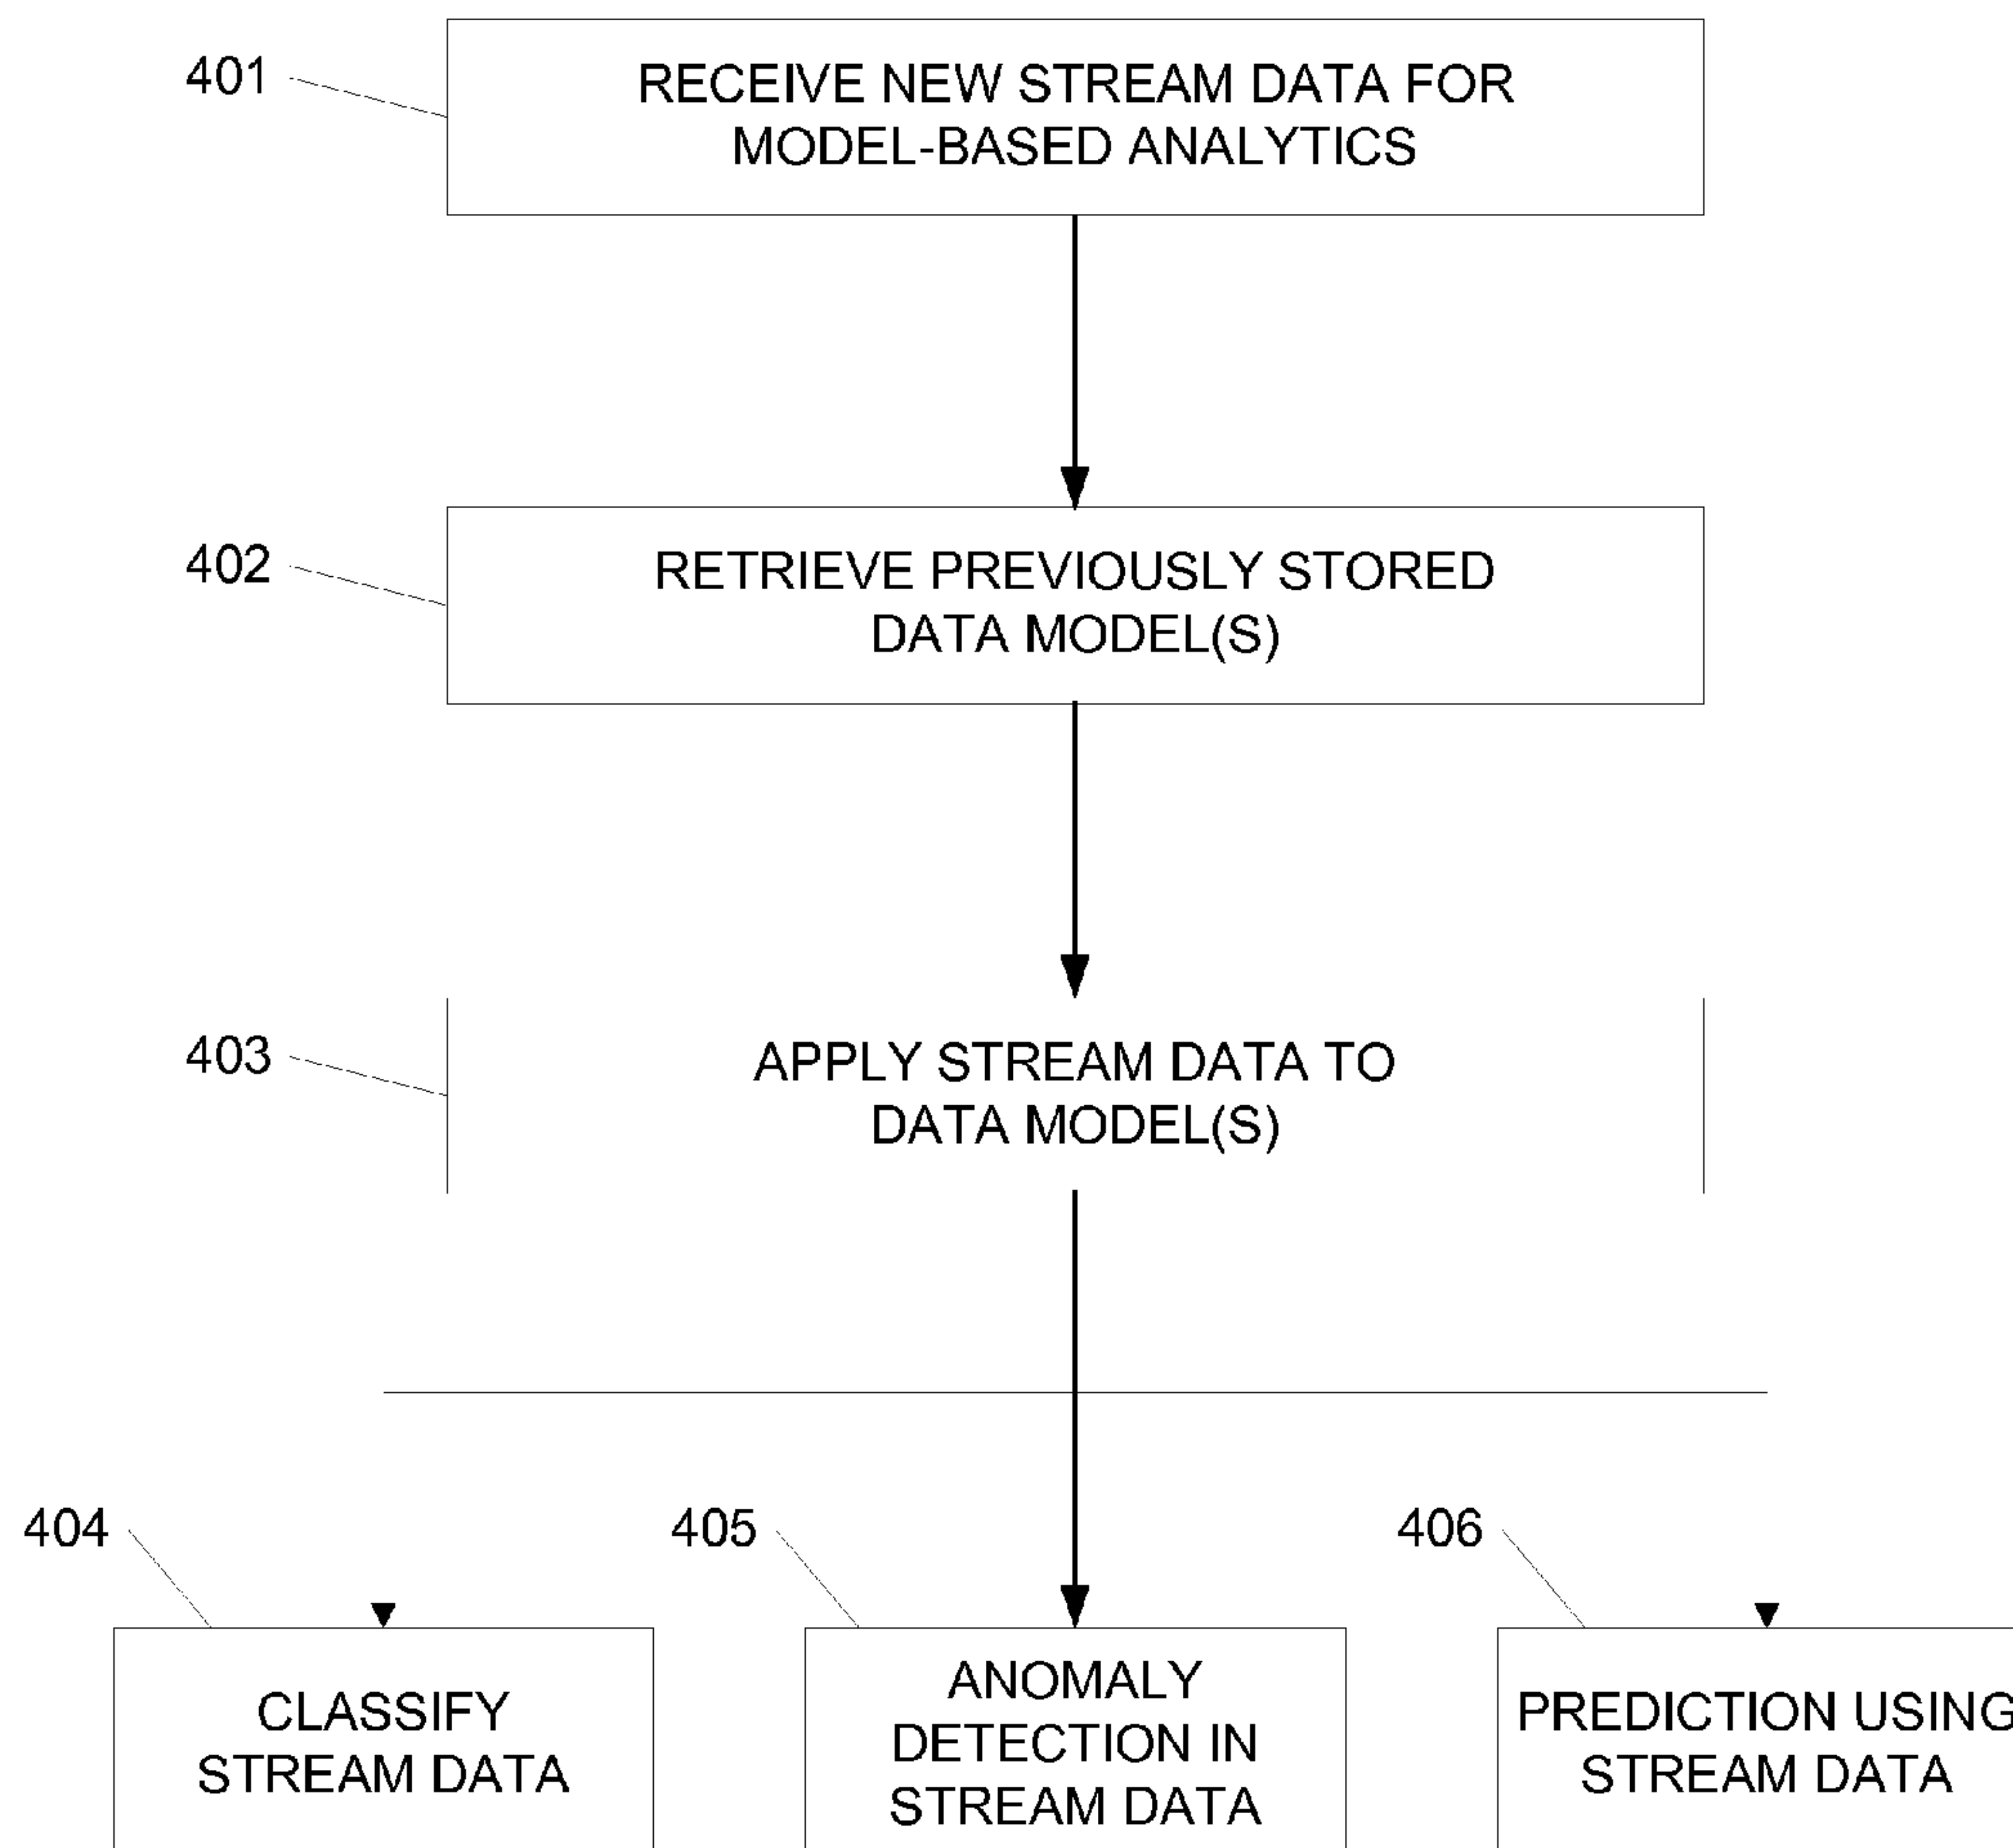 401
RECEIVE NEW STREAM DATA FOR
MODEL-BASED ANALYTICS
402
RETRIEVE PREVIOUSLY STORED
DATA MODEL(S)
403
APPLY STREAM DATA TO
DATA MODEL(S)
404
405
406
CLASSIFY
STREAM DATA
ANOMALY
DETECTION IN
STREAM DATA
PREDICTION USING
STREAM DATA